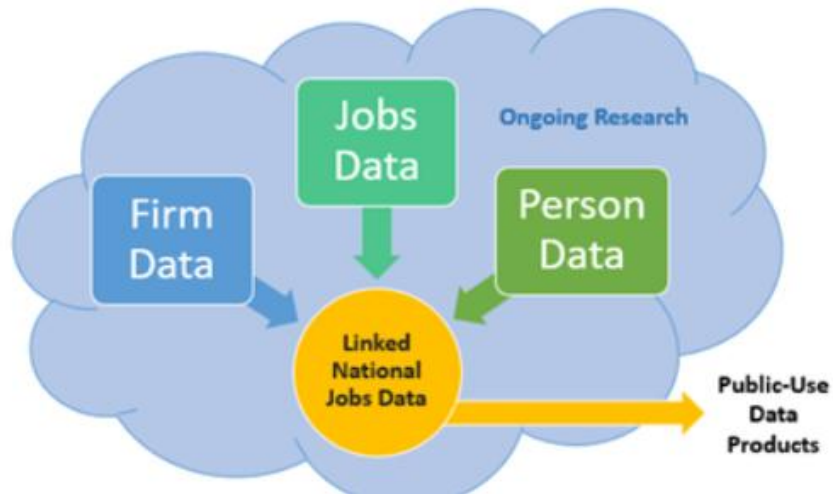 Jobs
Data
Ongoing Research
Firm
Data
Person
Data
Linked
National
Jobs Data
Public-Use
Data
Products